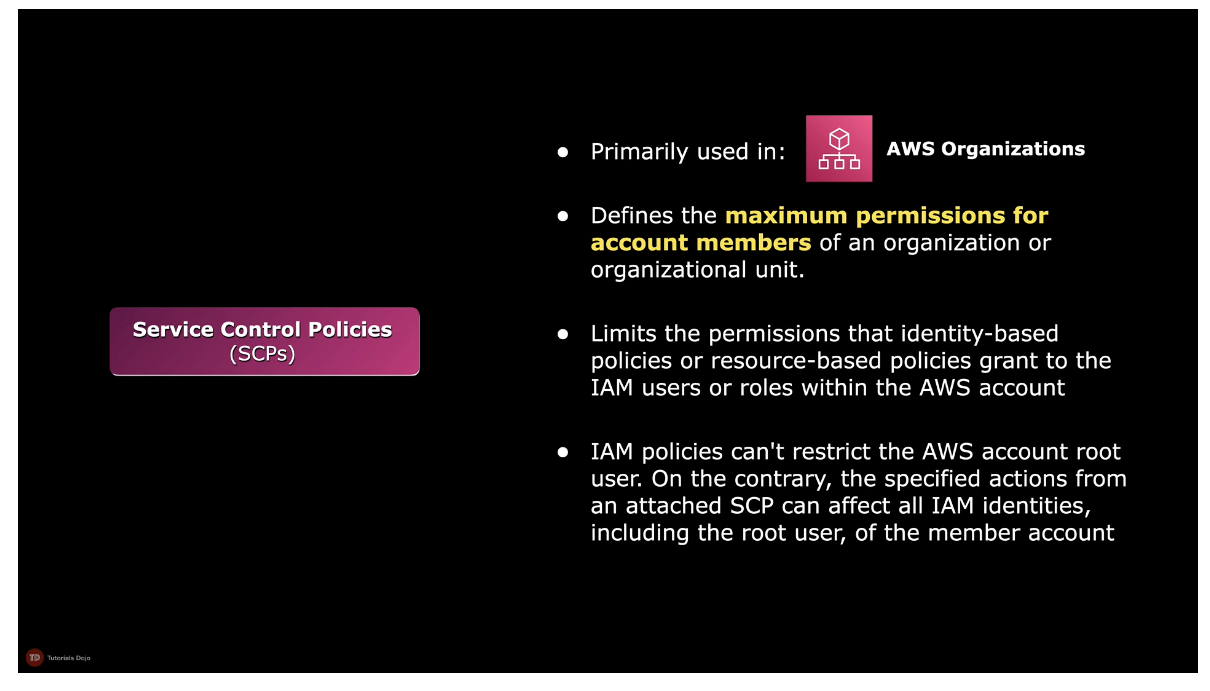 Service Control Policies
(SCPs)
● Primarily used in: AWS Organizations
● Defines the maximum permissions for
account members of an organization or
organizational unit.
● Limits the permissions that identity-based
policies or resource-based policies grant to the
IAM users or roles within the AWS account
● IAM policies can't restrict the AWS account root
user. On the contrary, the specified actions from
an attached SCP can affect all IAM identities,
including the root user, of the member account
TD Tutorials Dojo